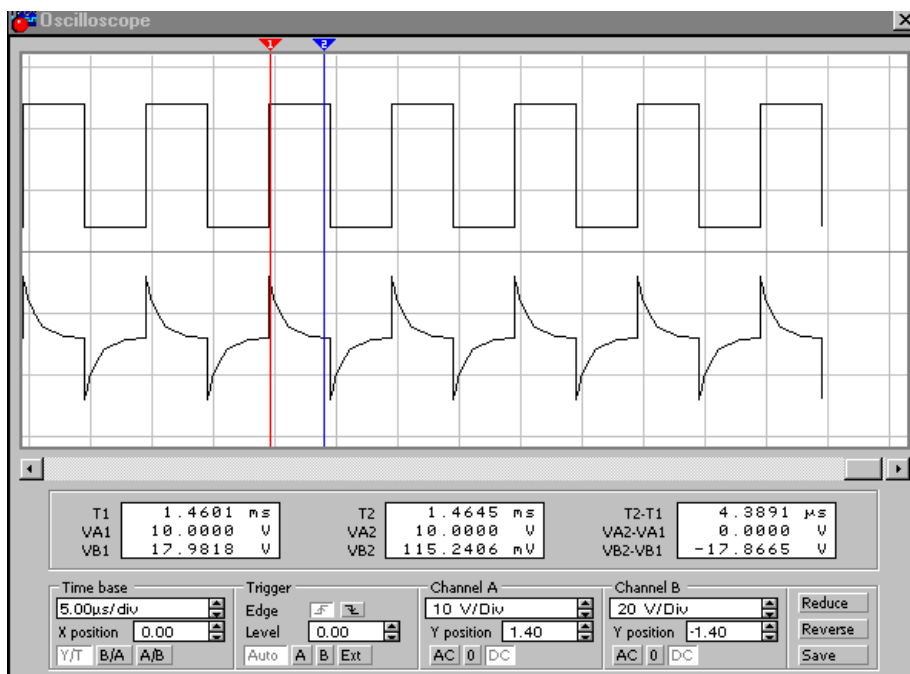 Oscilloscope
1 2
T1 1.4601 ms T2 1.4645 ms T2-T1 4.3891 µs
VA1 10.0000 V VA2 10.0000 V VA2-VA1 0.0000 V
VB1 17.9818 V VB2 115.2406 mV VB2-VB1 -17.8665 V
Time base Trigger Channel A Channel B
5.00µs/div Edge 10 V/Div 20 V/Div Reduce
X position 0.00 Level 0.00 Y position 1.40 Y position -1.40 Reverse
Y/T B/A A/B Auto A B Ext AC 0 DC AC 0 DC Save